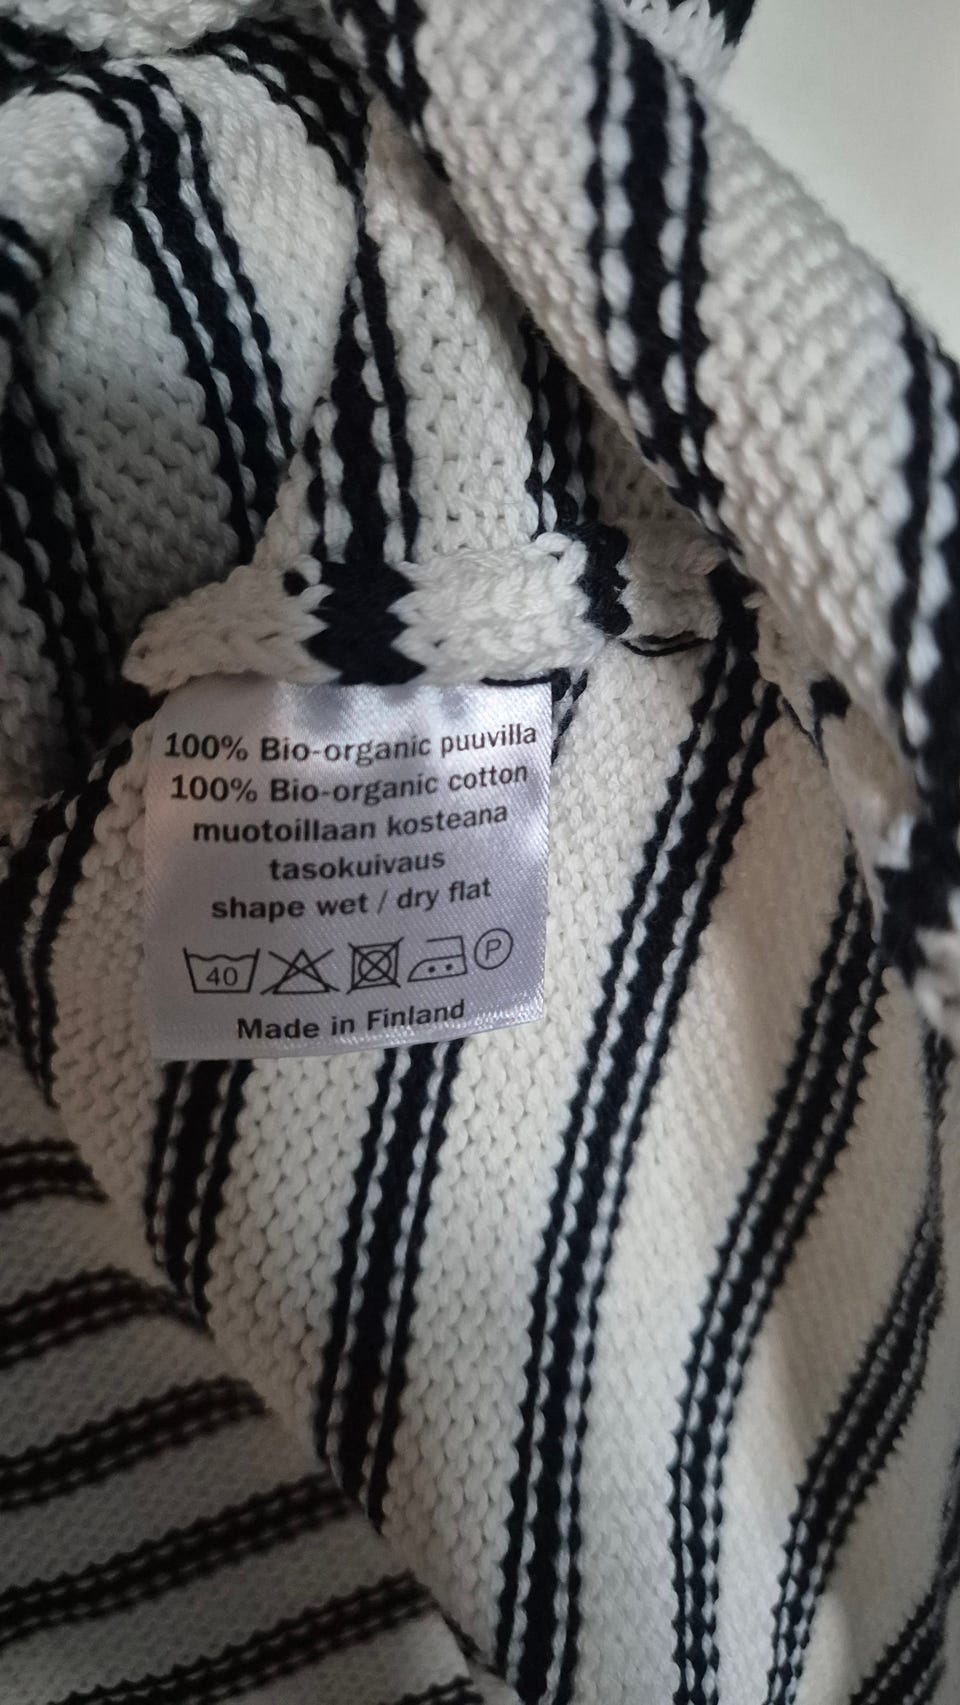 100% Bio-organic puuvilla
100% Bio-organic cotton
muotoillaan kosteana
tasokuivaus
shape wet / dry flat
40 P
Made in Finland